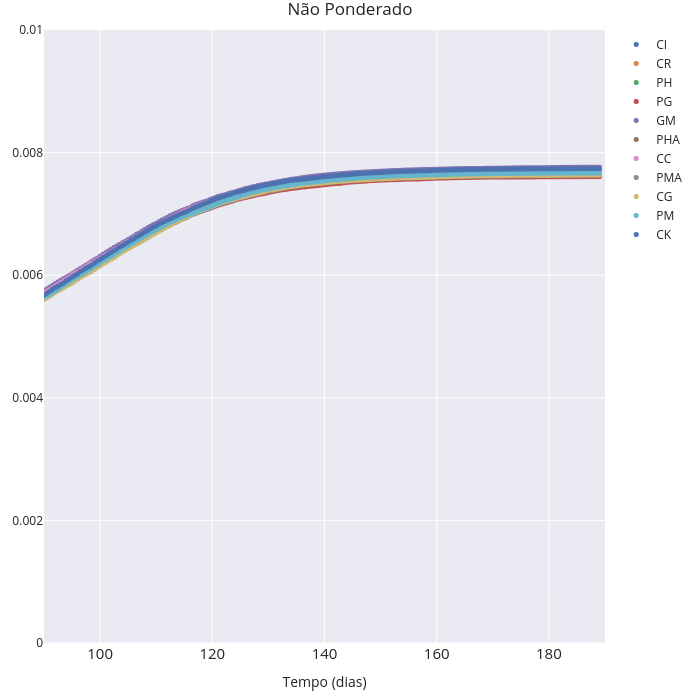 Não Ponderado
0.01
0.008
0.006
0.004
0.002
0
100
120
140
160
180
Tempo (dias)
CI
CR
PH
PG
GM
PHA
CC
PMA
CG
PM
CK